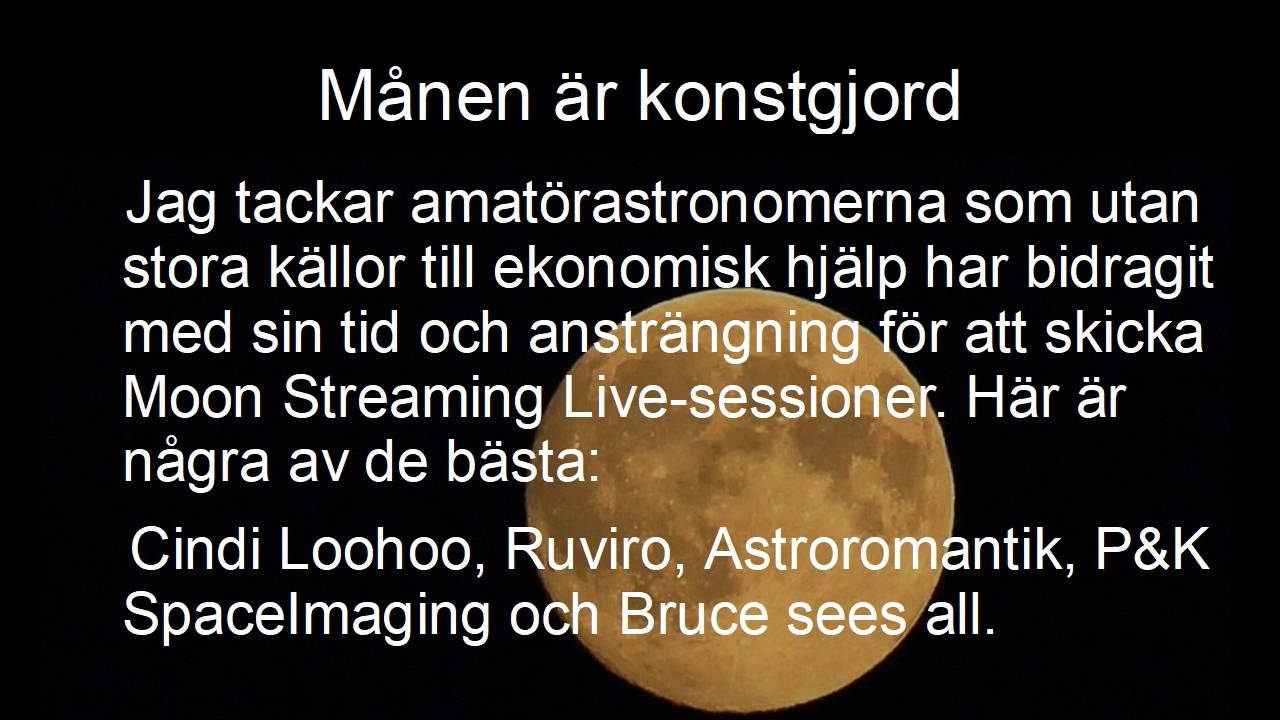 Månen är konstgjord
Jag tackar amatörastronomerna som utan
stora källor till ekonomisk hjälp har bidragit
med sin tid och ansträngning för att skicka
Moon Streaming Live-sessioner. Här är
några av de bästa:
Cindi Loohoo, Ruviro, Astroromantik, P&K
SpaceImaging och Bruce sees all.